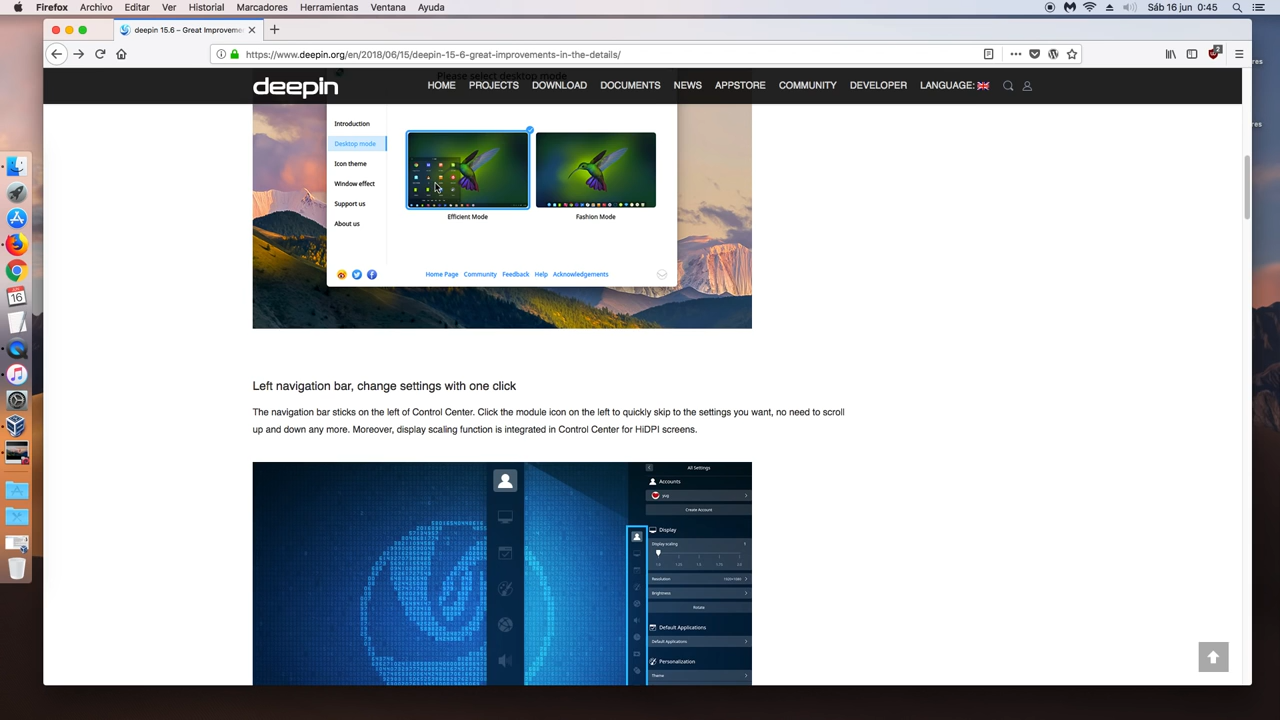 Firefox Archivo Editar Ver Historial Marcadores Herramientas Ventana Ayuda Sáb 16 jun 0:45
deepin 15.6 – Great Improveme
https://www.deepin.org/en/2018/06/15/deepin-15-6-great-improvements-in-the-details/
2
Please select desktop mode
deepin HOME PROJECTS DOWNLOAD DOCUMENTS NEWS APPSTORE COMMUNITY DEVELOPER LANGUAGE:
Introduction
Desktop mode
Icon theme
Window effect
Support us
About us
Efficient Mode Fashion Mode
Home Page Community Feedback Help Acknowledgements
Left navigation bar, change settings with one click
The navigation bar sticks on the left of Control Center. Click the module icon on the left to quickly skip to the settings you want, no need to scroll
up and down any more. Moreover, display scaling function is integrated in Control Center for HiDPI screens.
All Settings
Accounts
yug
Create Account
Display
Display scaling
Resolution
Brightness
Rotate
Default Applications
Default Applications
Personalization
Theme
16